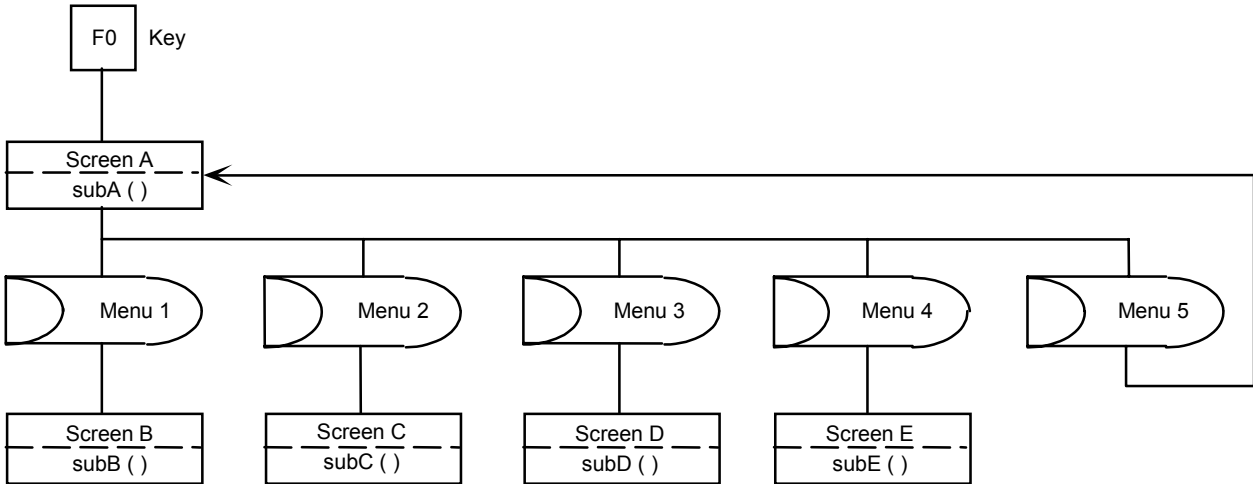 F0 Key
Screen A
subA ( )
Menu 1
Menu 2
Menu 3
Menu 4
Menu 5
Screen B
subB ( )
Screen C
subC ( )
Screen D
subD ( )
Screen E
subE ( )